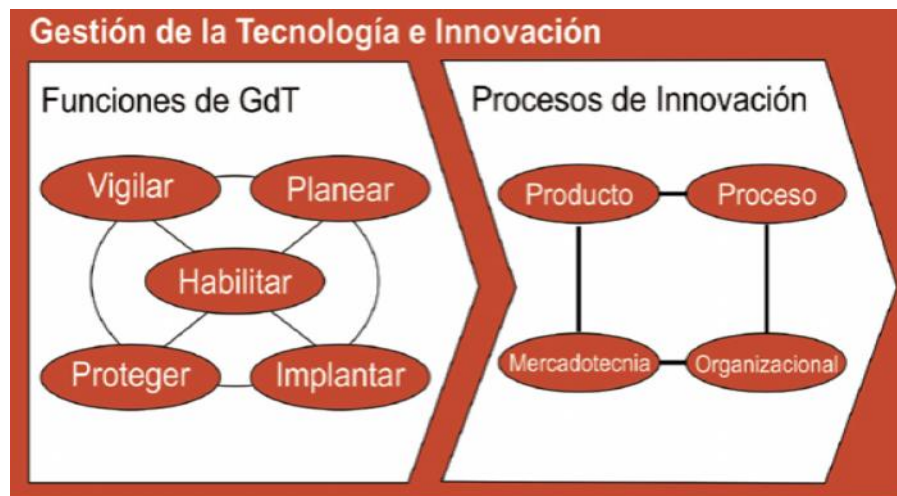 Gestión de la Tecnología e Innovación
Funciones de GdT
Vigilar
Planear
Habilitar
Proteger
Implantar
Procesos de Innovación
Producto
Proceso
Mercadotecnia
Organizacional